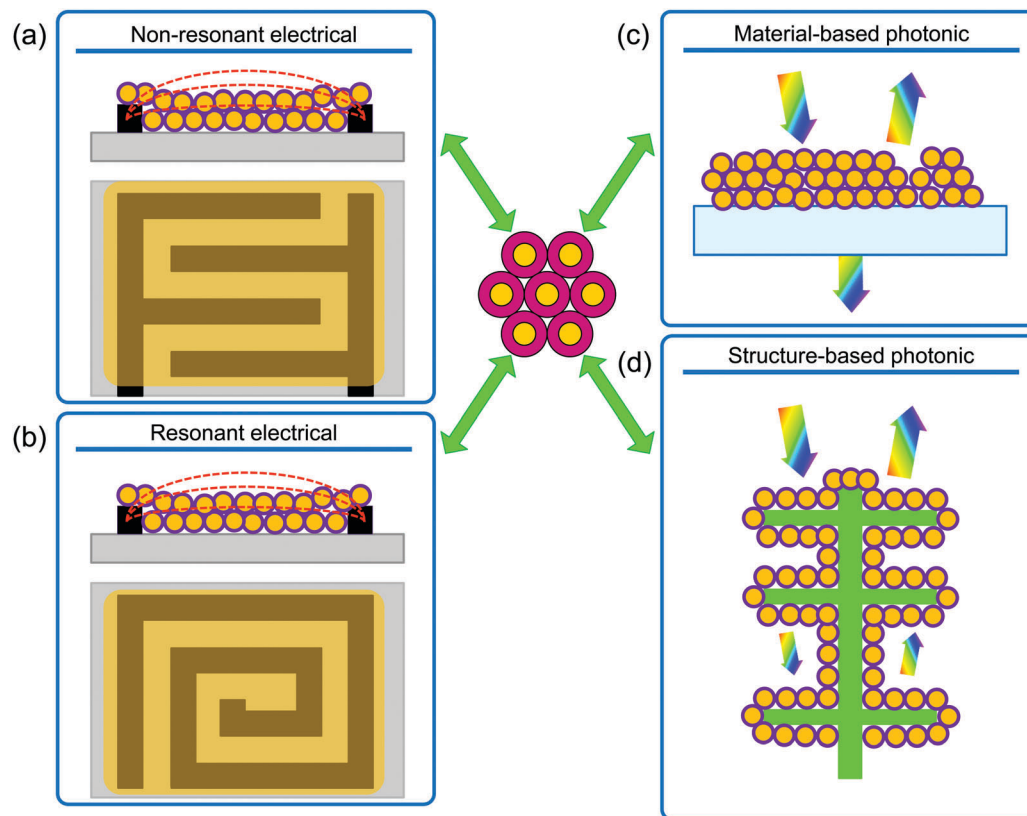 (a)
Non-resonant electrical
(b)
Resonant electrical
(c)
Material-based photonic
(d)
Structure-based photonic